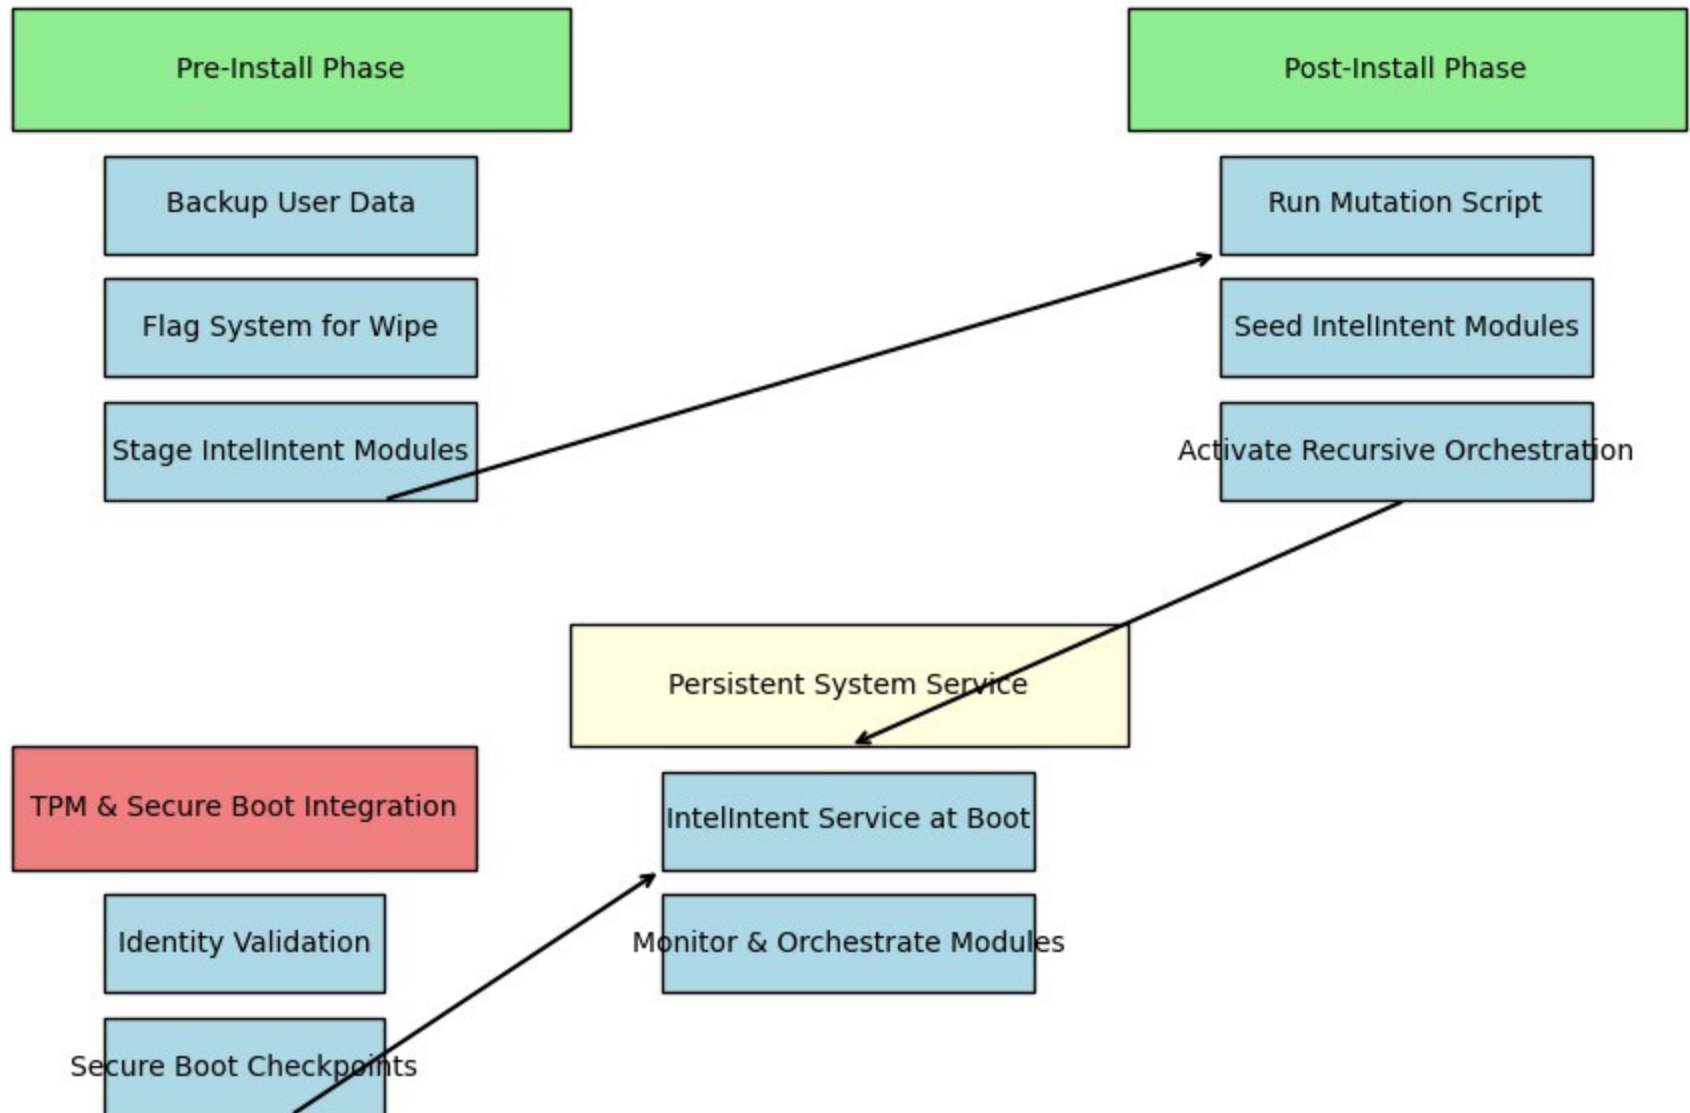 Pre-Install Phase
Backup User Data
Flag System for Wipe
Stage IntelIntent Modules
Post-Install Phase
Run Mutation Script
Seed IntelIntent Modules
Activate Recursive Orchestration
Persistent System Service
IntelIntent Service at Boot
Monitor & Orchestrate Modules
TPM & Secure Boot Integration
Identity Validation
Secure Boot Checkpoints